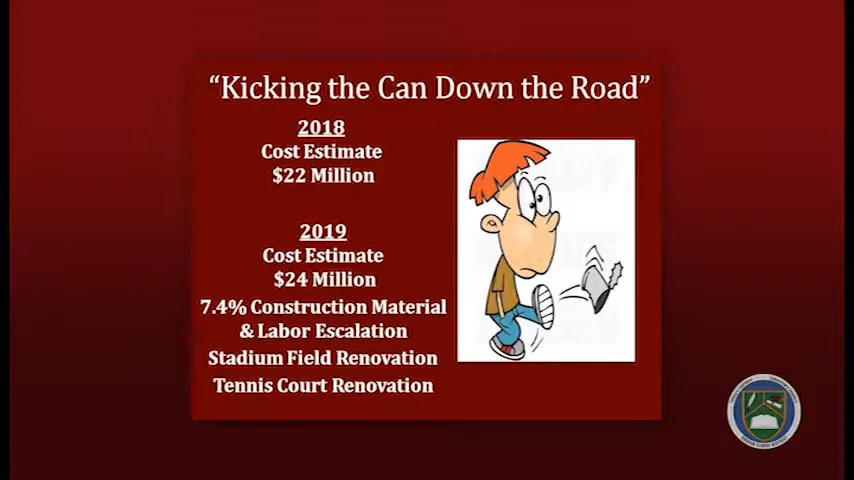 “Kicking the Can Down the Road”
2018
Cost Estimate
$22 Million
2019
Cost Estimate
$24 Million
7.4% Construction Material
& Labor Escalation
Stadium Field Renovation
Tennis Court Renovation